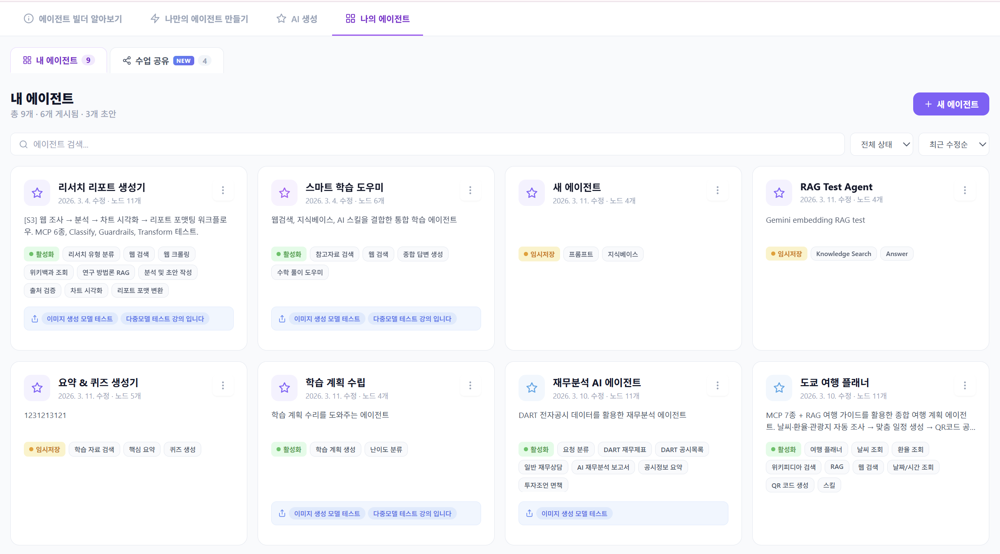 에이전트 빌더 알아보기
나만의 에이전트 만들기
AI 생성
나의 에이전트
내 에이전트 9
수업 공유 NEW 4
내 에이전트
총 9개 · 6개 게시됨 · 3개 초안
+ 새 에이전트
에이전트 검색...
전체 상태
최근 수정순
리서치 리포트 생성기
2026. 3. 4. 수정 · 노드 11개
[S3] 웹 조사 → 분석 → 차트 시각화 → 리포트 포맷팅 워크플로
우. MCP 6종, Classify, Guardrails, Transform 테스트.
활성화 리서치 유형 분류 웹 검색 웹 크롤링
위키백과 조회 연구 방법론 RAG 분석 및 초안 작성
출처 검증 차트 시각화 리포트 포맷 변환
이미지 생성 모델 테스트 다중모델 테스트 강의 입니다
스마트 학습 도우미
2026. 3. 4. 수정 · 노드 6개
웹검색, 지식베이스, AI 스킬을 결합한 통합 학습 에이전트
활성화 참고자료 검색 웹 검색 종합 답변 생성
수학 풀이 도우미
이미지 생성 모델 테스트 다중모델 테스트 강의 입니다
새 에이전트
2026. 3. 11. 수정 · 노드 4개
임시저장 프롬프트 지식베이스
RAG Test Agent
2026. 3. 11. 수정 · 노드 4개
Gemini embedding RAG test
임시저장 Knowledge Search Answer
요약 & 퀴즈 생성기
2026. 3. 11. 수정 · 노드 5개
1231213121
임시저장 학습 자료 검색 핵심 요약 퀴즈 생성
학습 계획 수립
2026. 3. 11. 수정 · 노드 4개
학습 계획 수리를 도와주는 에이전트
활성화 학습 계획 생성 난이도 분류
이미지 생성 모델 테스트 다중모델 테스트 강의 입니다
재무분석 AI 에이전트
2026. 3. 10. 수정 · 노드 11개
DART 전자공시 데이터를 활용한 재무분석 에이전트
활성화 요청 분류 DART 재무제표 DART 공시목록
일반 재무상담 AI 재무분석 보고서 공시정보 요약
투자조언 면책
이미지 생성 모델 테스트
도쿄 여행 플래너
2026. 3. 10. 수정 · 노드 11개
MCP 7종 + RAG 여행 가이드를 활용한 종합 여행 계획 에이전
트. 날씨·환율·관광지 자동 조사 → 맞춤 일정 생성 → QR코드 공...
활성화 여행 플래너 날씨 조회 환율 조회
위키피디아 검색 RAG 웹 검색 날짜/시간 조회
QR 코드 생성 스킬